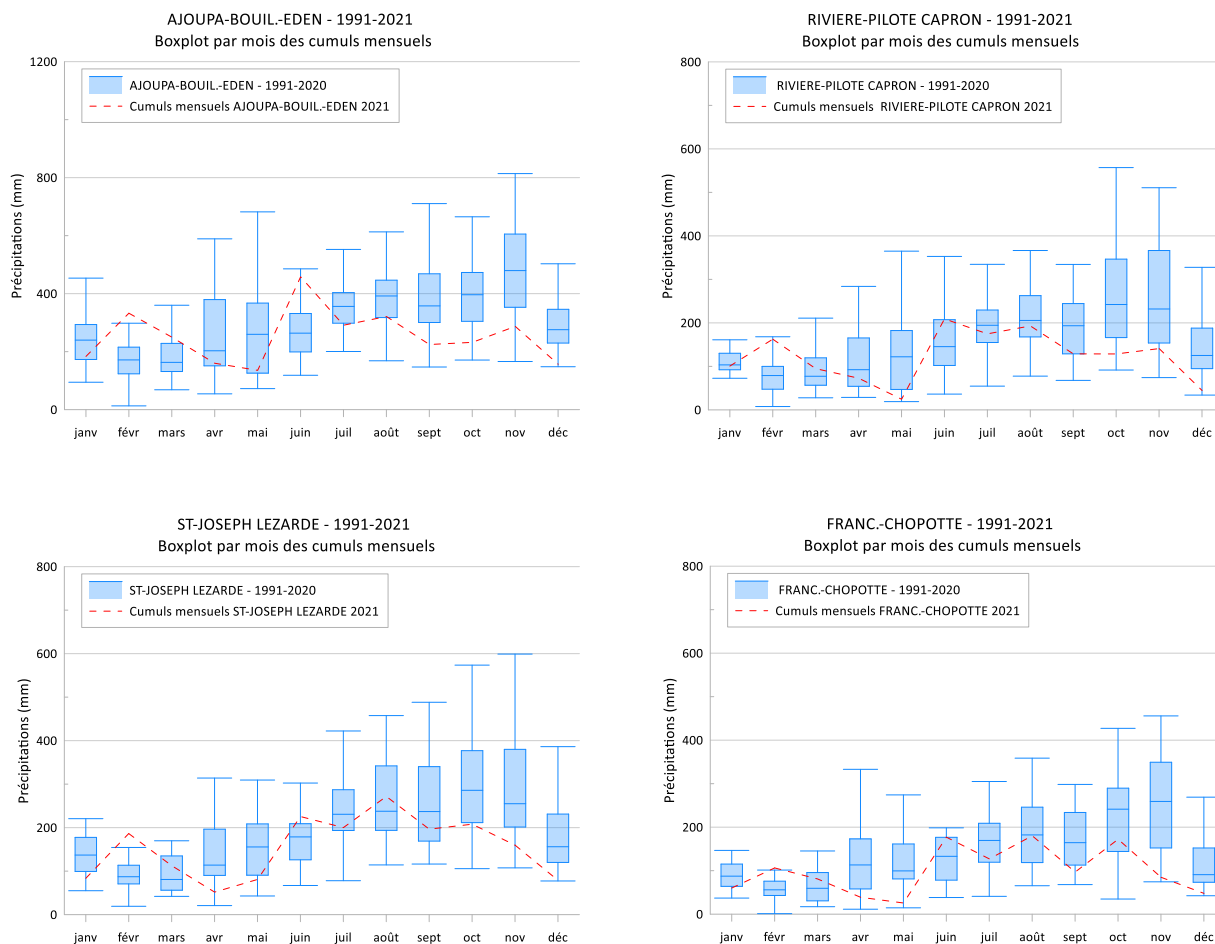 AJOUPA-BOUIL.-EDEN - 1991-2021
Boxplot par mois des cumuls mensuels
1200
800
400
0
Précipitations (mm)
AJOUPA-BOUIL.-EDEN - 1991-2020
Cumuls mensuels AJOUPA-BOUIL.-EDEN 2021
janv févr mars avr mai juin juil août sept oct nov déc
RIVIERE-PILOTE CAPRON - 1991-2021
Boxplot par mois des cumuls mensuels
800
600
400
200
0
Précipitations (mm)
RIVIERE-PILOTE CAPRON - 1991-2020
Cumuls mensuels RIVIERE-PILOTE CAPRON 2021
janv févr mars avr mai juin juil août sept oct nov déc
ST-JOSEPH LEZARDE - 1991-2021
Boxplot par mois des cumuls mensuels
800
600
400
200
0
Précipitations (mm)
ST-JOSEPH LEZARDE - 1991-2020
Cumuls mensuels ST-JOSEPH LEZARDE 2021
janv févr mars avr mai juin juil août sept oct nov déc
FRANC.-CHOPOTTE - 1991-2021
Boxplot par mois des cumuls mensuels
800
600
400
200
0
Précipitations (mm)
FRANC.-CHOPOTTE - 1991-2020
Cumuls mensuels FRANC.-CHOPOTTE 2021
janv févr mars avr mai juin juil août sept oct nov déc